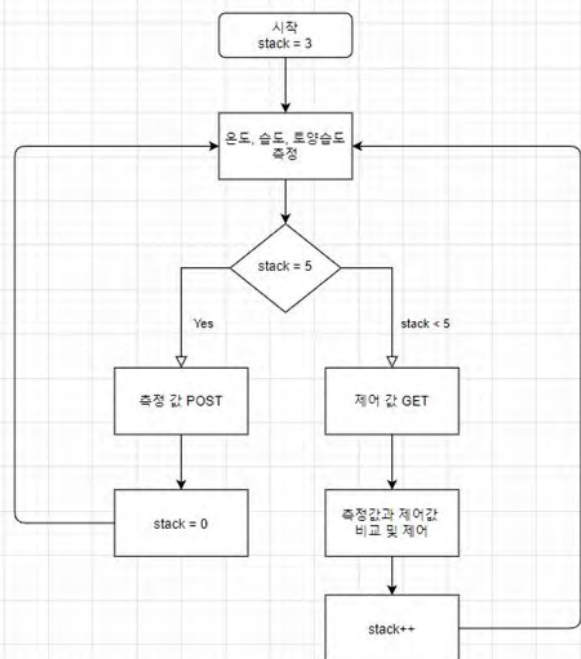 시작
stack = 3
온도, 습도, 토양습도
측정
stack = 5
Yes
stack < 5
측정 값 POST
제어 값 GET
stack = 0
측정값과 제어값
비교 및 제어
stack++